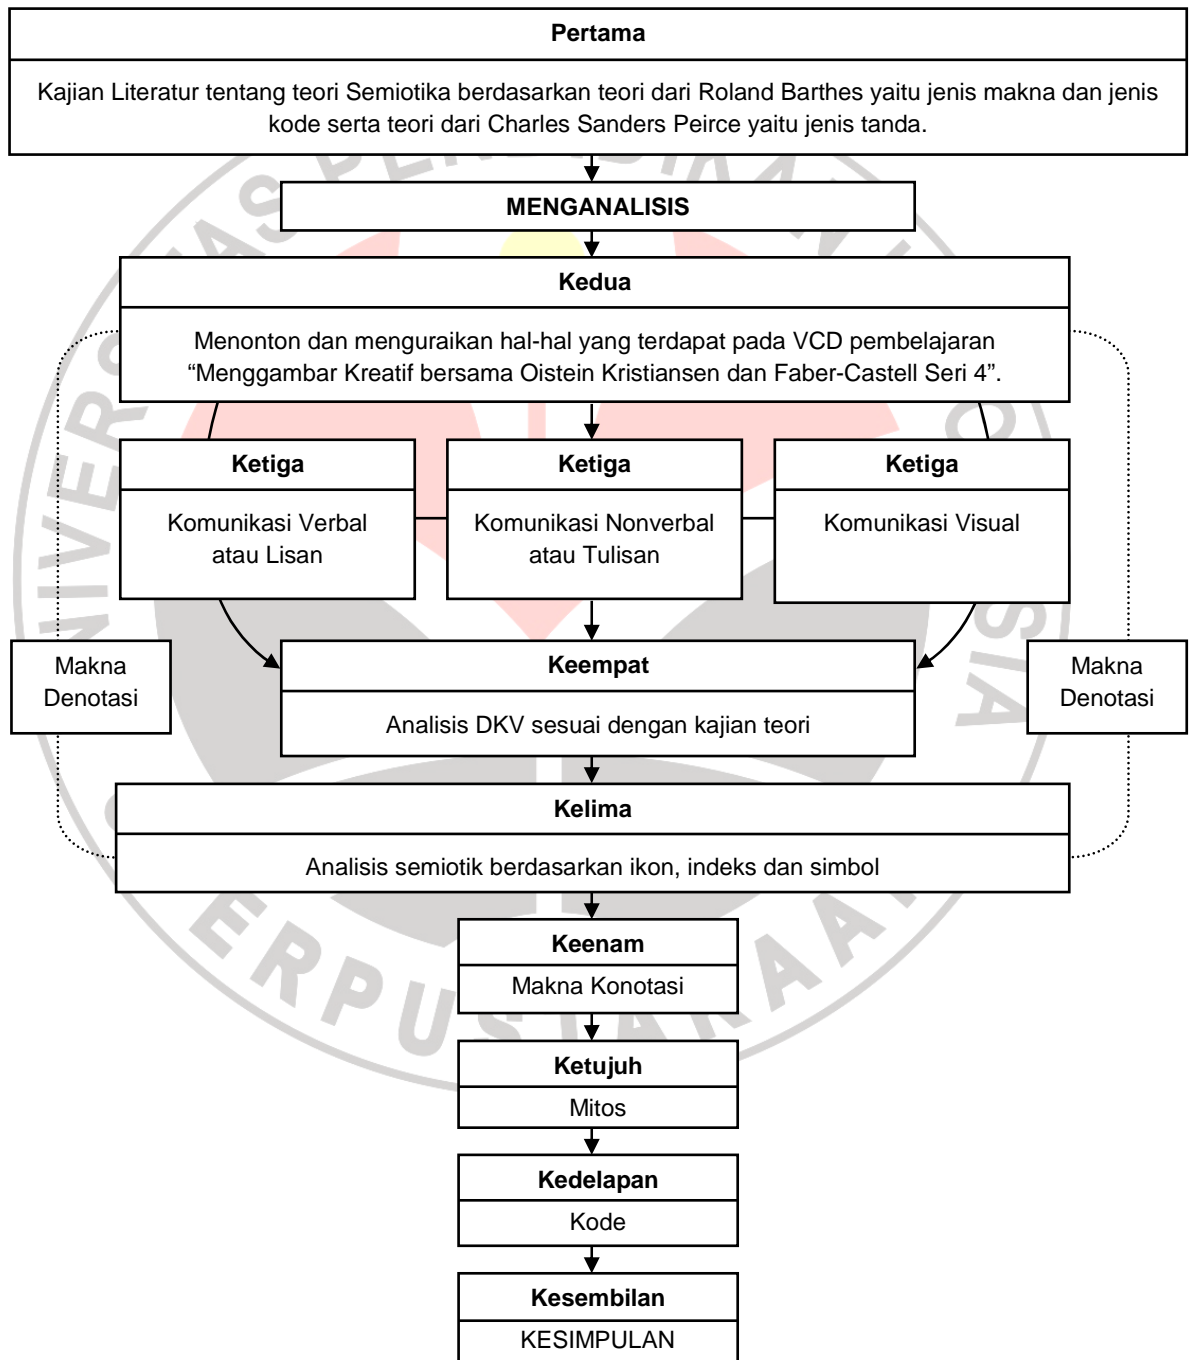 Pertama
Kajian Literatur tentang teori Semiotika berdasarkan teori dari Roland Barthes yaitu jenis makna dan jenis
kode serta teori dari Charles Sanders Peirce yaitu jenis tanda.
MENGANALISIS
Kedua
Menonton dan menguraikan hal-hal yang terdapat pada VCD pembelajaran
“Menggambar Kreatif bersama Oistein Kristiansen dan Faber-Castell Seri 4”.
Ketiga
Komunikasi Verbal
atau Lisan
Ketiga
Komunikasi Nonverbal
atau Tulisan
Ketiga
Komunikasi Visual
Makna
Denotasi
Keempat
Analisis DKV sesuai dengan kajian teori
Makna
Denotasi
Kelima
Analisis semiotik berdasarkan ikon, indeks dan simbol
Keenam
Makna Konotasi
Ketujuh
Mitos
Kedelapan
Kode
Kesembilan
KESIMPULAN